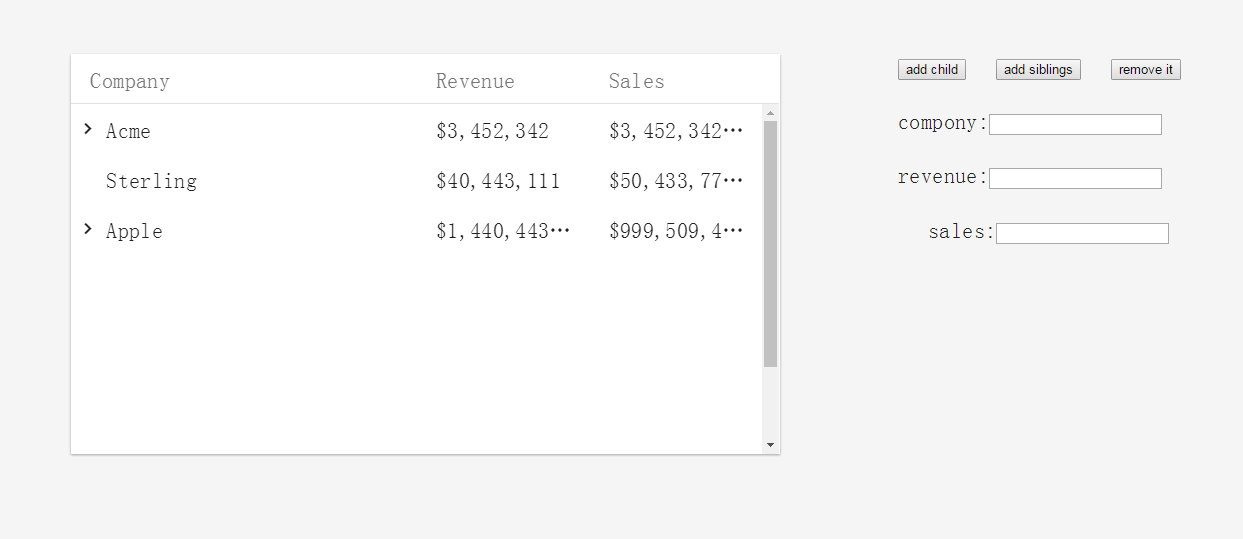 Company Revenue Sales
Acme $3,452,342 $3,452,342…
Sterling $40,443,111 $50,433,77…
Apple $1,440,443… $999,509,4…
add child add siblings remove it
compony:
revenue:
sales: